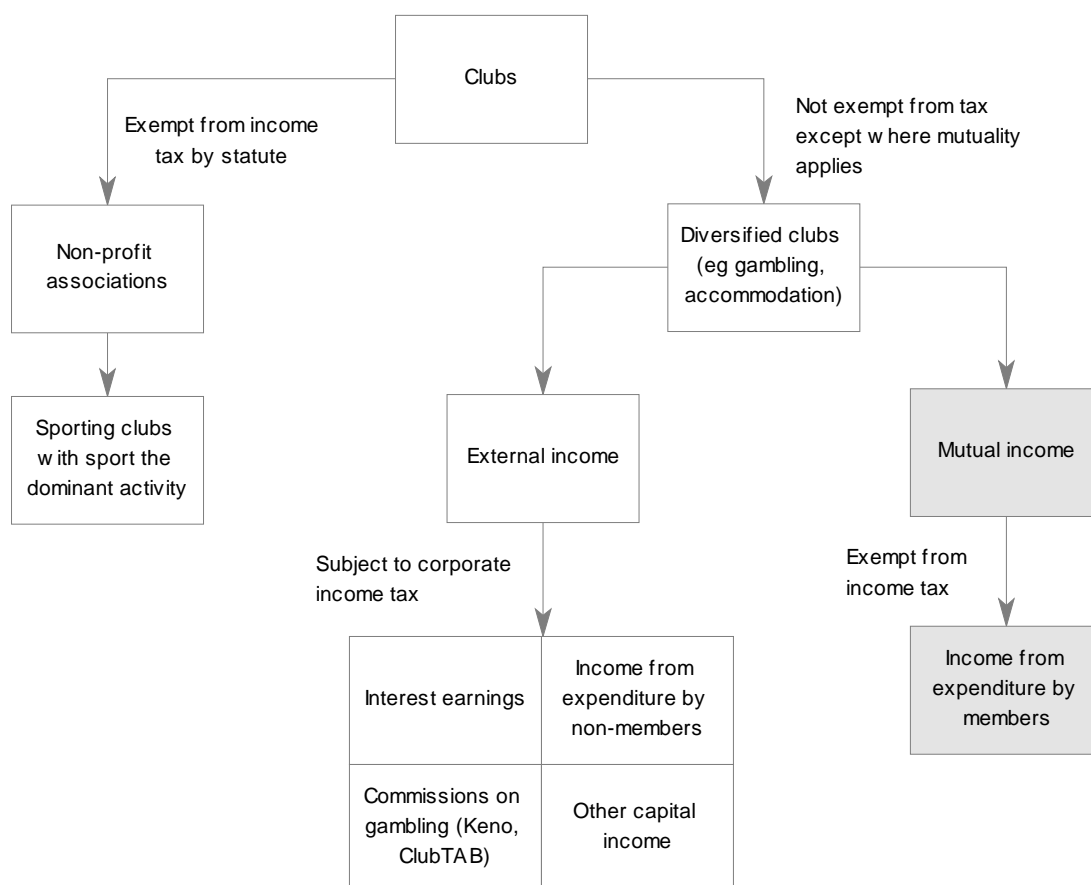 Clubs
Exempt from income
tax by statute
Not exempt from tax
except w here mutuality
applies
Non-profit
associations
Diversified clubs
(eg gambling,
accommodation)
Sporting clubs
w ith sport the
dominant activity
External income
Mutual income
Subject to corporate
income tax
Exempt from
income tax
Interest earnings
Income from
expenditure by
non-members
Income from
expenditure by
members
Commissions on
gambling (Keno,
ClubTAB)
Other capital
income